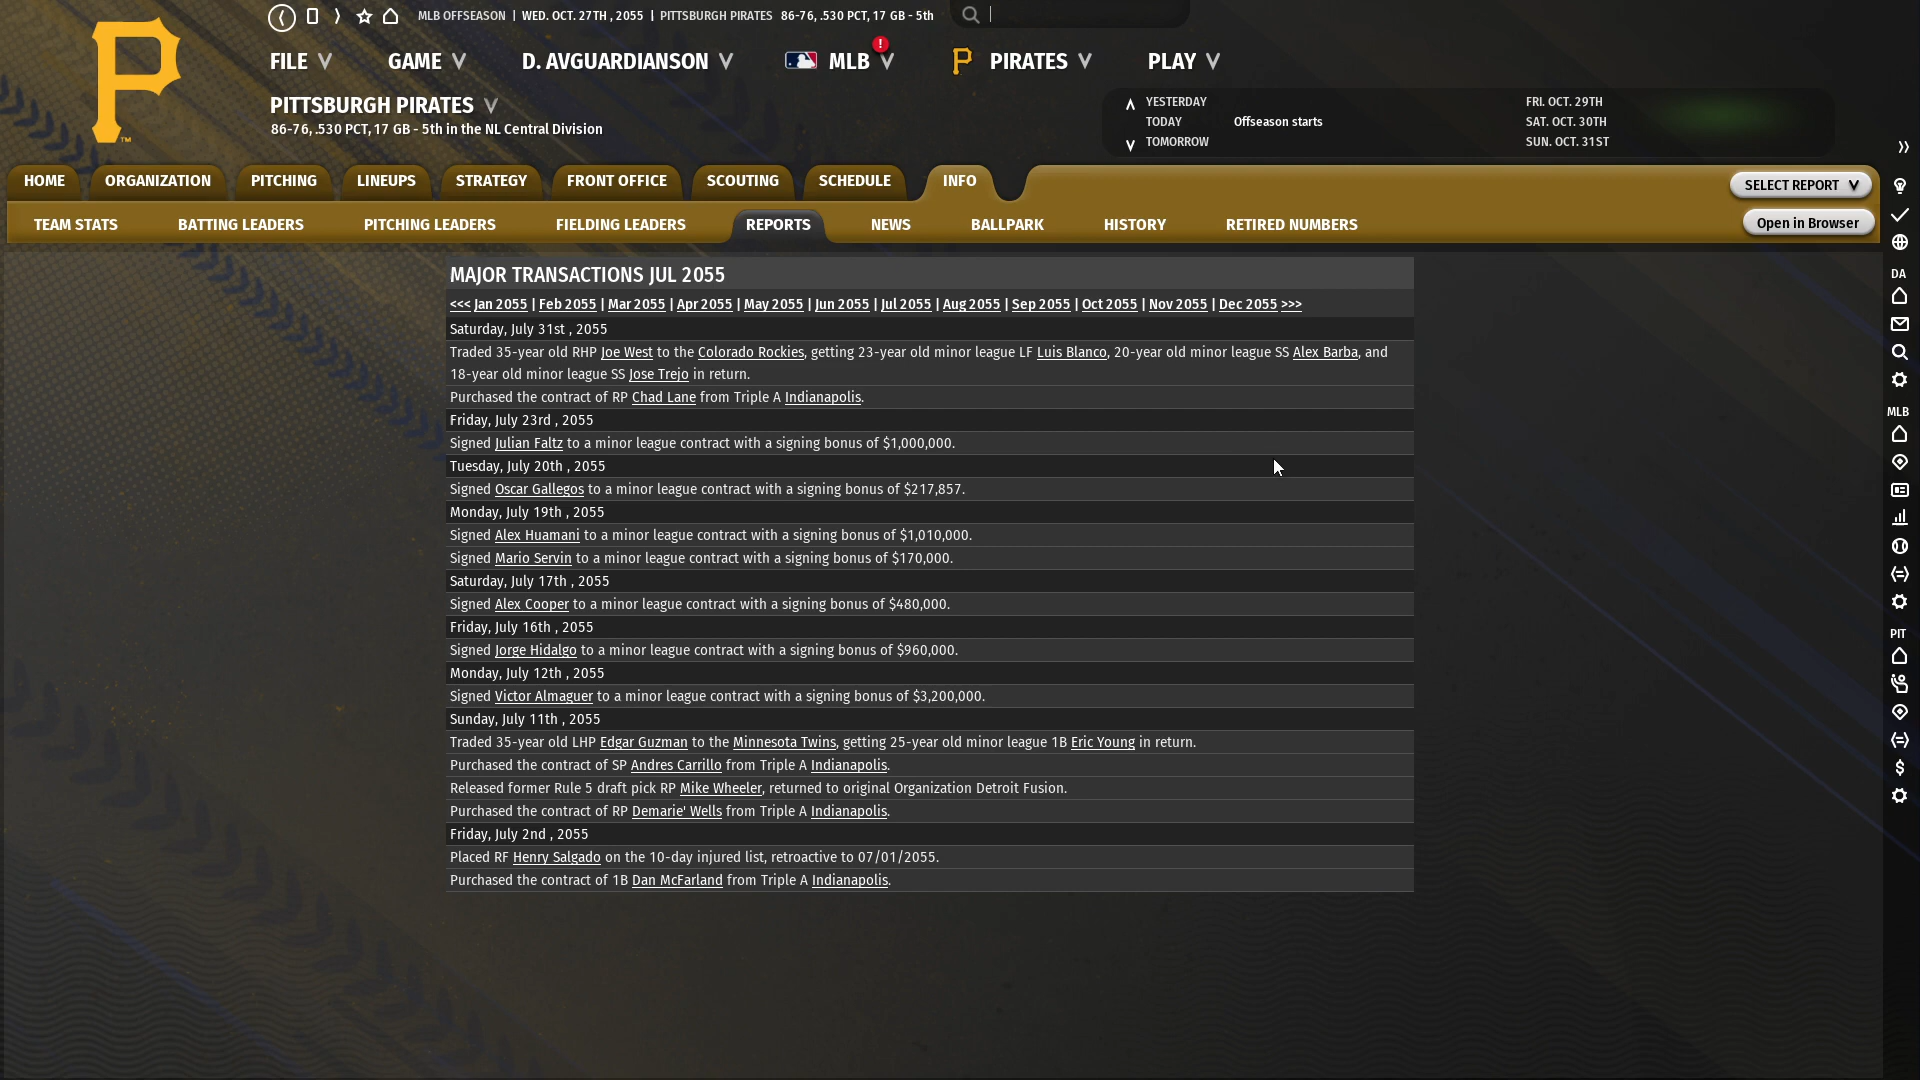 MLB OFFSEASON | WED. OCT. 27TH , 2055 | PITTSBURGH PIRATES 86-76, .530 PCT, 17 GB - 5th
FILE GAME D. AVGUARDIANSON MLB ! PIRATES PLAY
P
TM
PITTSBURGH PIRATES
86-76, .530 PCT, 17 GB - 5th in the NL Central Division
YESTERDAY FRI. OCT. 29TH
TODAY Offseason starts SAT. OCT. 30TH
TOMORROW SUN. OCT. 31ST
HOME ORGANIZATION PITCHING LINEUPS STRATEGY FRONT OFFICE SCOUTING SCHEDULE INFO SELECT REPORT
TEAM STATS BATTING LEADERS PITCHING LEADERS FIELDING LEADERS REPORTS NEWS BALLPARK HISTORY RETIRED NUMBERS Open in Browser
MAJOR TRANSACTIONS JUL 2055
<<< Jan 2055 | Feb 2055 | Mar 2055 | Apr 2055 | May 2055 | Jun 2055 | Jul 2055 | Aug 2055 | Sep 2055 | Oct 2055 | Nov 2055 | Dec 2055 >>>
Saturday, July 31st , 2055
Traded 35-year old RHP Joe West to the Colorado Rockies, getting 23-year old minor league LF Luis Blanco, 20-year old minor league SS Alex Barba, and
18-year old minor league SS Jose Trejo in return.
Purchased the contract of RP Chad Lane from Triple A Indianapolis.
Friday, July 23rd , 2055
Signed Julian Faltz to a minor league contract with a signing bonus of $1,000,000.
Tuesday, July 20th , 2055
Signed Oscar Gallegos to a minor league contract with a signing bonus of $217,857.
Monday, July 19th , 2055
Signed Alex Huamani to a minor league contract with a signing bonus of $1,010,000.
Signed Mario Servin to a minor league contract with a signing bonus of $170,000.
Saturday, July 17th , 2055
Signed Alex Cooper to a minor league contract with a signing bonus of $480,000.
Friday, July 16th , 2055
Signed Jorge Hidalgo to a minor league contract with a signing bonus of $960,000.
Monday, July 12th , 2055
Signed Victor Almaguer to a minor league contract with a signing bonus of $3,200,000.
Sunday, July 11th , 2055
Traded 35-year old LHP Edgar Guzman to the Minnesota Twins, getting 25-year old minor league 1B Eric Young in return.
Purchased the contract of SP Andres Carrillo from Triple A Indianapolis.
Released former Rule 5 draft pick RP Mike Wheeler, returned to original Organization Detroit Fusion.
Purchased the contract of RP Demarie' Wells from Triple A Indianapolis.
Friday, July 2nd , 2055
Placed RF Henry Salgado on the 10-day injured list, retroactive to 07/01/2055.
Purchased the contract of 1B Dan McFarland from Triple A Indianapolis.
DA
MLB
PIT
$